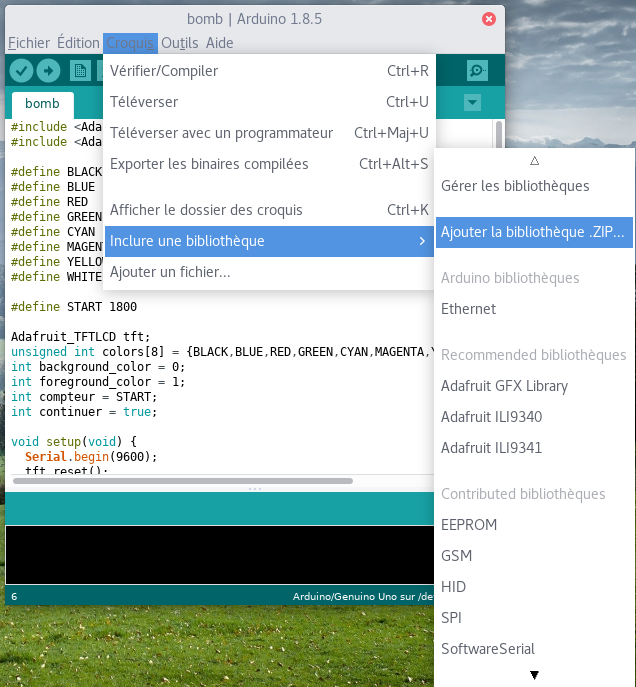 bomb | Arduino 1.8.5
Fichier Édition Croquis Outils Aide
Vérifier/Compiler Ctrl+R
Téléverser Ctrl+U
Téléverser avec un programmateur Ctrl+Maj+U
Exporter les binaires compilées Ctrl+Alt+S
Afficher le dossier des croquis Ctrl+K
Inclure une bibliothèque
Ajouter un fichier...
Gérer les bibliothèques
Ajouter la bibliothèque .ZIP...
Arduino bibliothèques
Ethernet
Recommended bibliothèques
Adafruit GFX Library
Adafruit ILI9340
Adafruit ILI9341
Contributed bibliothèques
EEPROM
GSM
HID
SPI
SoftwareSerial
bomb
#include <Ada
#include <Ada
#define BLACK
#define BLUE
#define RED
#define GREEN
#define CYAN
#define MAGENT
#define YELLOW
#define WHITE
#define START 1800
Adafruit_TFTLCD tft;
unsigned int colors[8] = {BLACK,BLUE,RED,GREEN,CYAN,MAGENTA,
int background_color = 0;
int foreground_color = 1;
int compteur = START;
int continuer = true;
void setup(void) {
Serial.begin(9600);
tft.reset();
6 Arduino/Genuino Uno sur /de